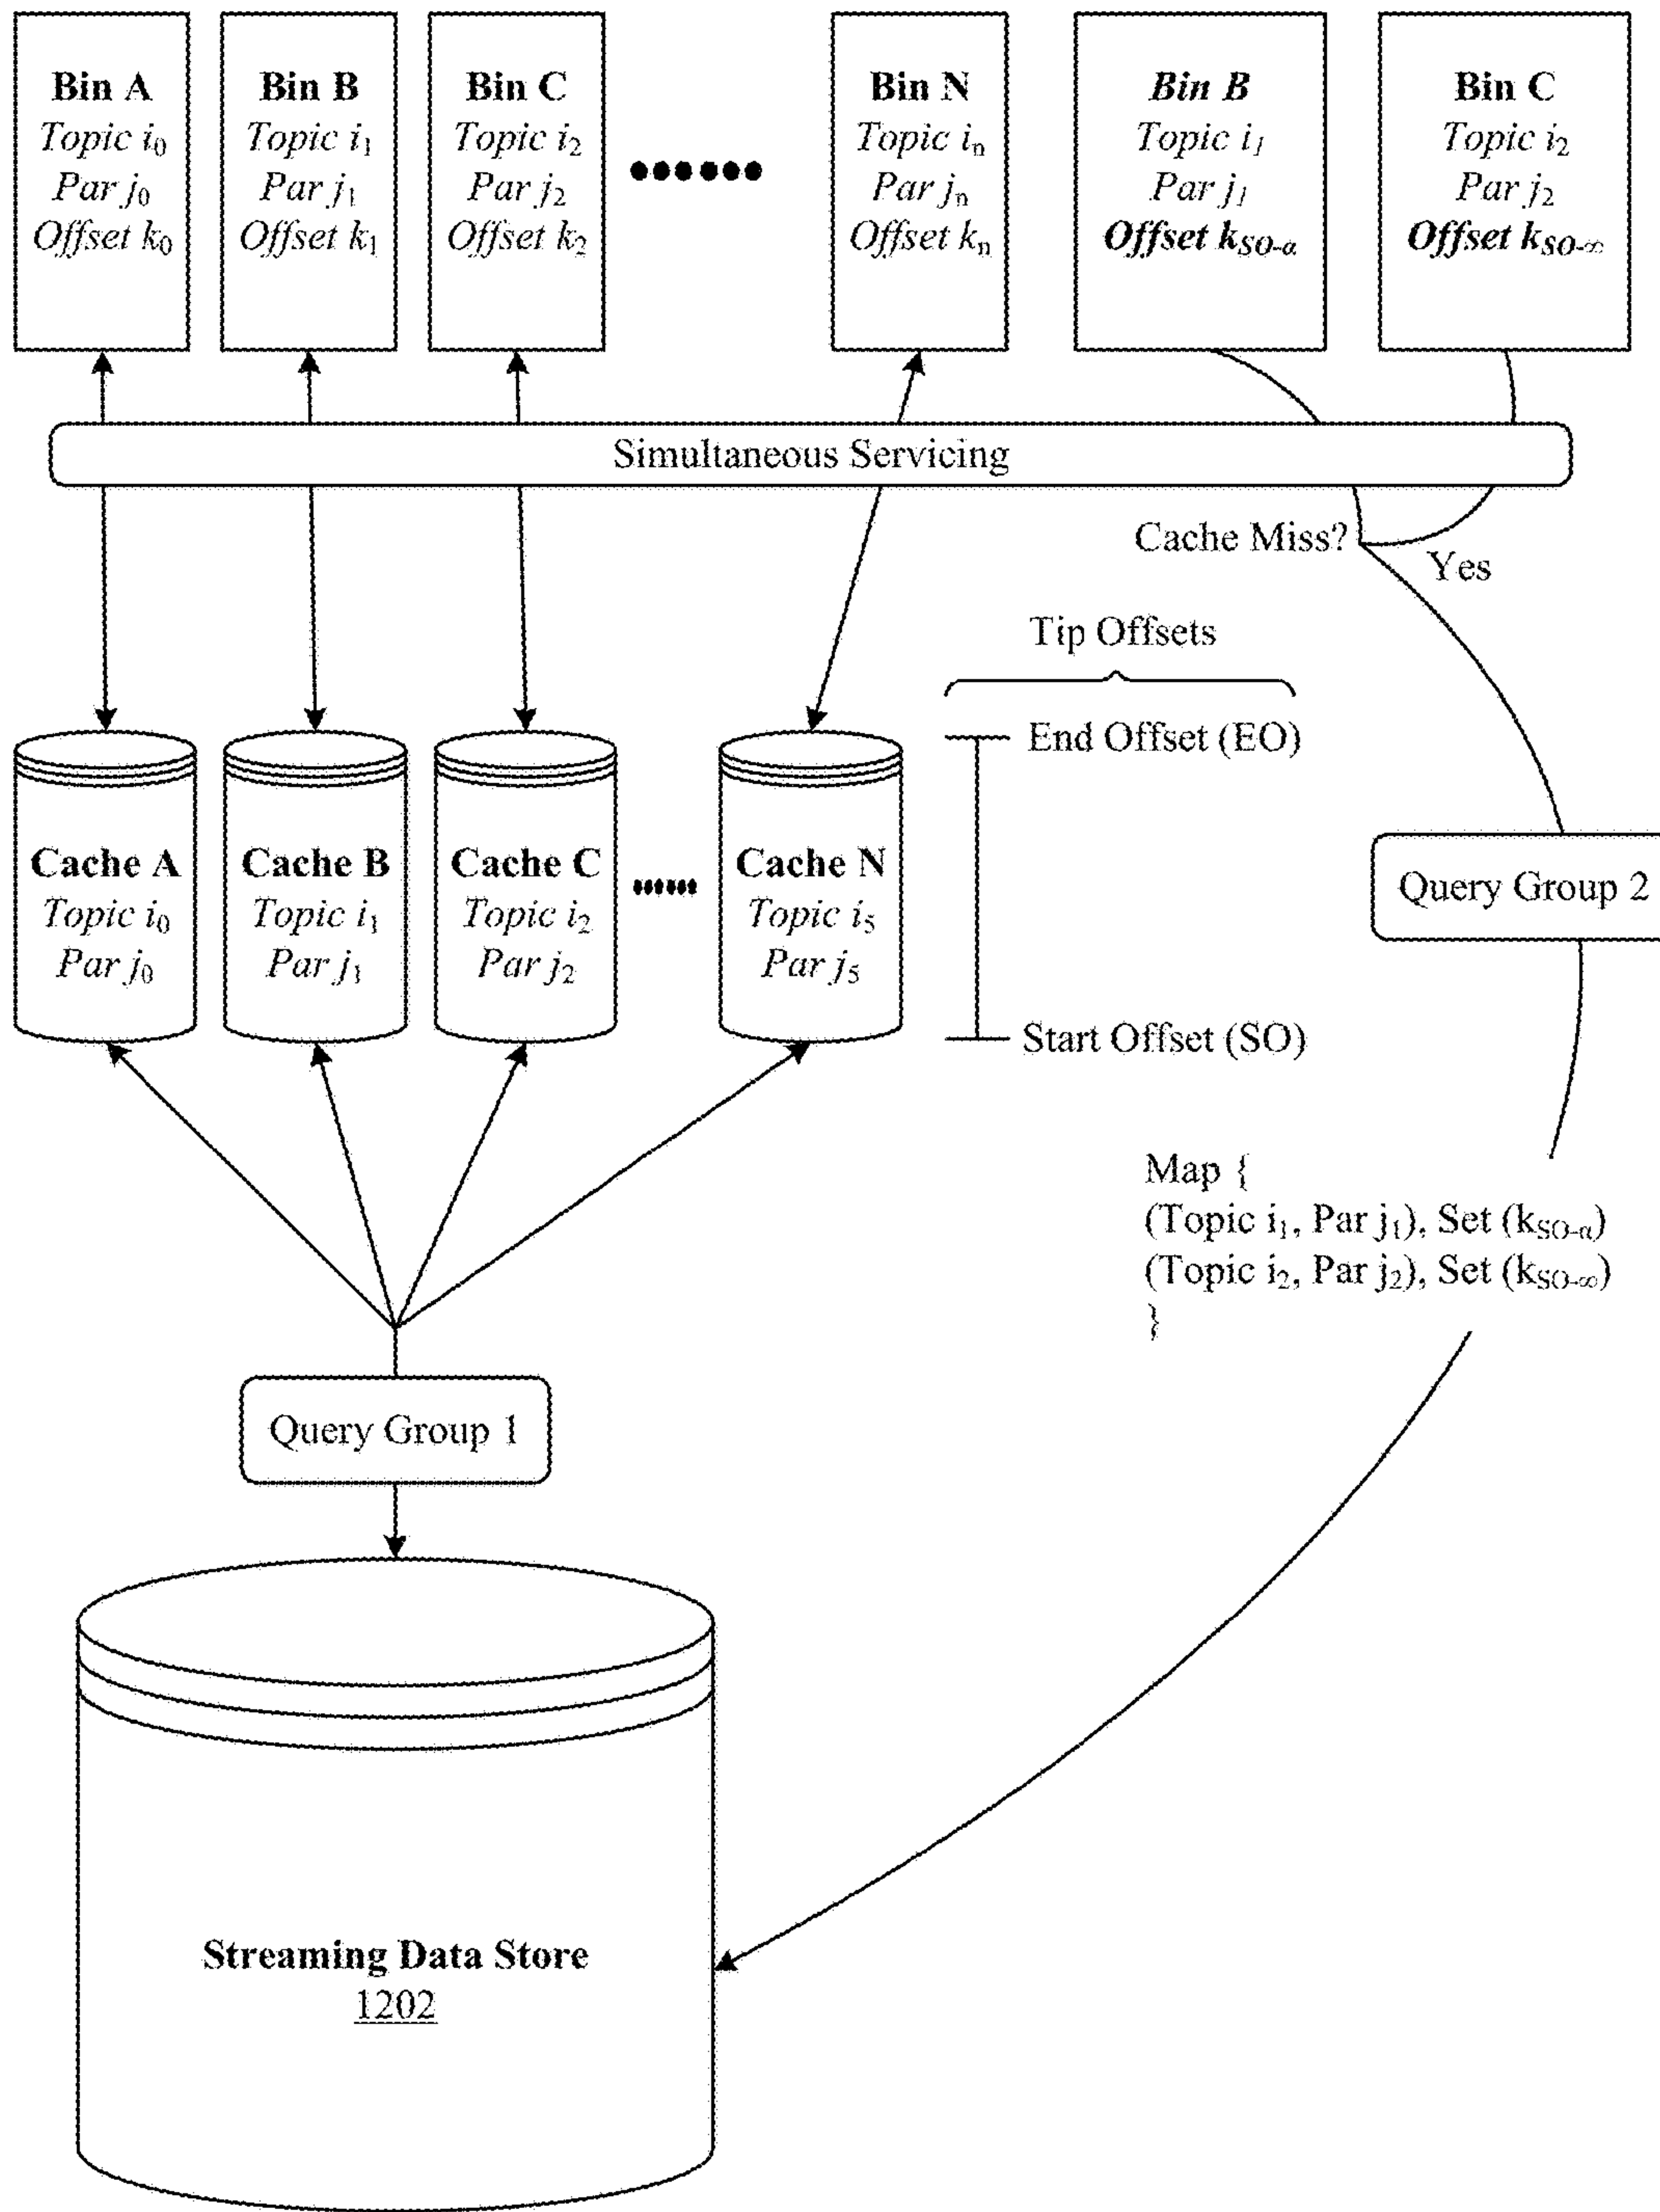 Bin A
Topic i₀
Par j₀
Offset k₀
Bin B
Topic i₁
Par j₁
Offset k₁
Bin C
Topic i₂
Par j₂
Offset k₂
Bin N
Topic iₙ
Par jₙ
Offset kₙ
Bin B
Topic i₁
Par j₁
Offset k_SO-α
Bin C
Topic i₂
Par j₂
Offset k_SO-∞
Simultaneous Servicing
Cache Miss?
Yes
Tip Offsets
End Offset (EO)
Start Offset (SO)
Cache A
Topic i₀
Par j₀
Cache B
Topic i₁
Par j₁
Cache C
Topic i₂
Par j₂
Cache N
Topic i₅
Par j₅
Query Group 2
Map {
(Topic i₁, Par j₁), Set (k_SO-α)
(Topic i₂, Par j₂), Set (k_SO-∞)
}
Query Group 1
Streaming Data Store
1202